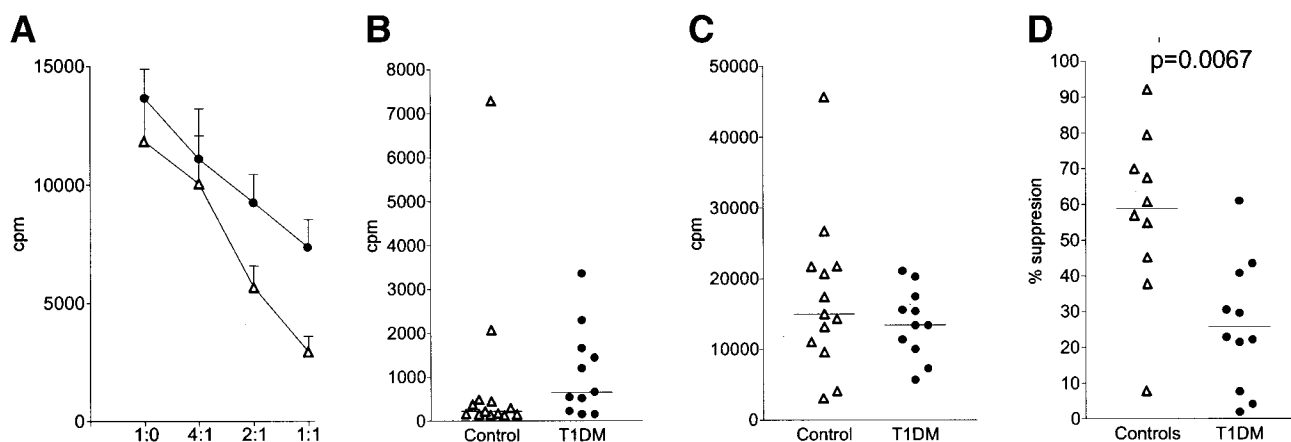 A
15000
10000
5000
0
cpm
1:0 4:1 2:1 1:1
B
8000
7000
6000
5000
4000
3000
2000
1000
0
cpm
Control T1DM
C
50000
40000
30000
20000
10000
0
cpm
Control T1DM
D
p=0.0067
100
90
80
70
60
50
40
30
20
10
0
% suppresion
Controls T1DM